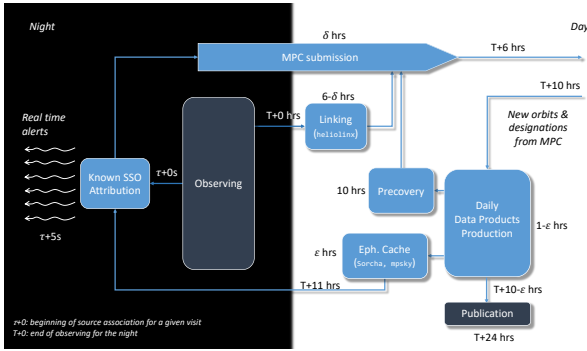 Night
Day
δ hrs
MPC submission
T+6 hrs
T+10 hrs
6-δ hrs
T+0 hrs
Linking
(heliolinx)
New orbits &
designations
from MPC
Real time
alerts
Known SSO
Attribution
τ+0s
Observing
10 hrs
Precovery
Daily
Data Products
Production
1-ε hrs
τ+5s
ε hrs
Eph. Cache
(Sorcha, mpsky)
T+11 hrs
T+10-ε hrs
Publication
T+24 hrs
τ+0: beginning of source association for a given visit
T+0: end of observing for the night